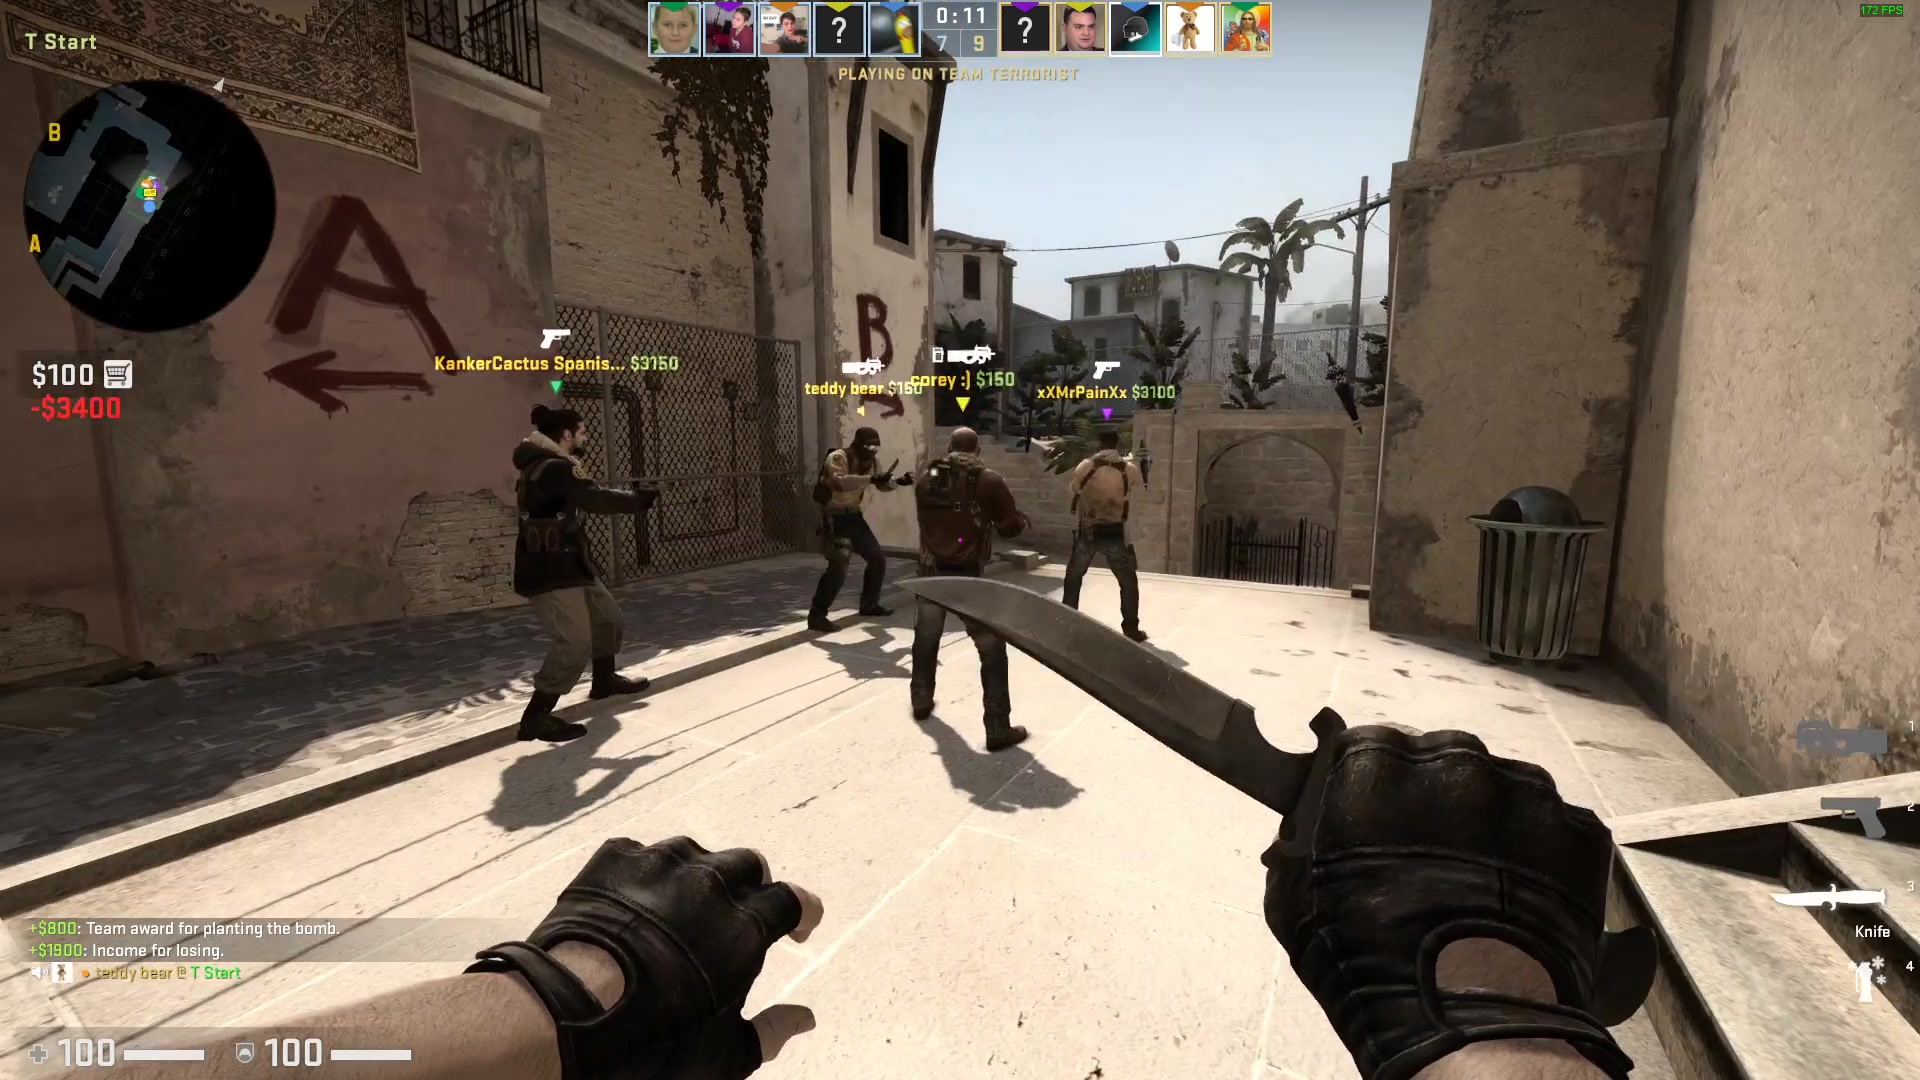 172 FPS
T Start
0:11
7 9
? ?
PLAYING ON TEAM TERRORIST
B
A
A
B
$100
-$3400
KankerCactus Spanis... $3150
teddy bear $150
corey :) $150
xXMrPainXx $3100
1
2
3
Knife
4
+$800: Team award for planting the bomb.
+$1900: Income for losing.
teddy bear @ T Start
100 100